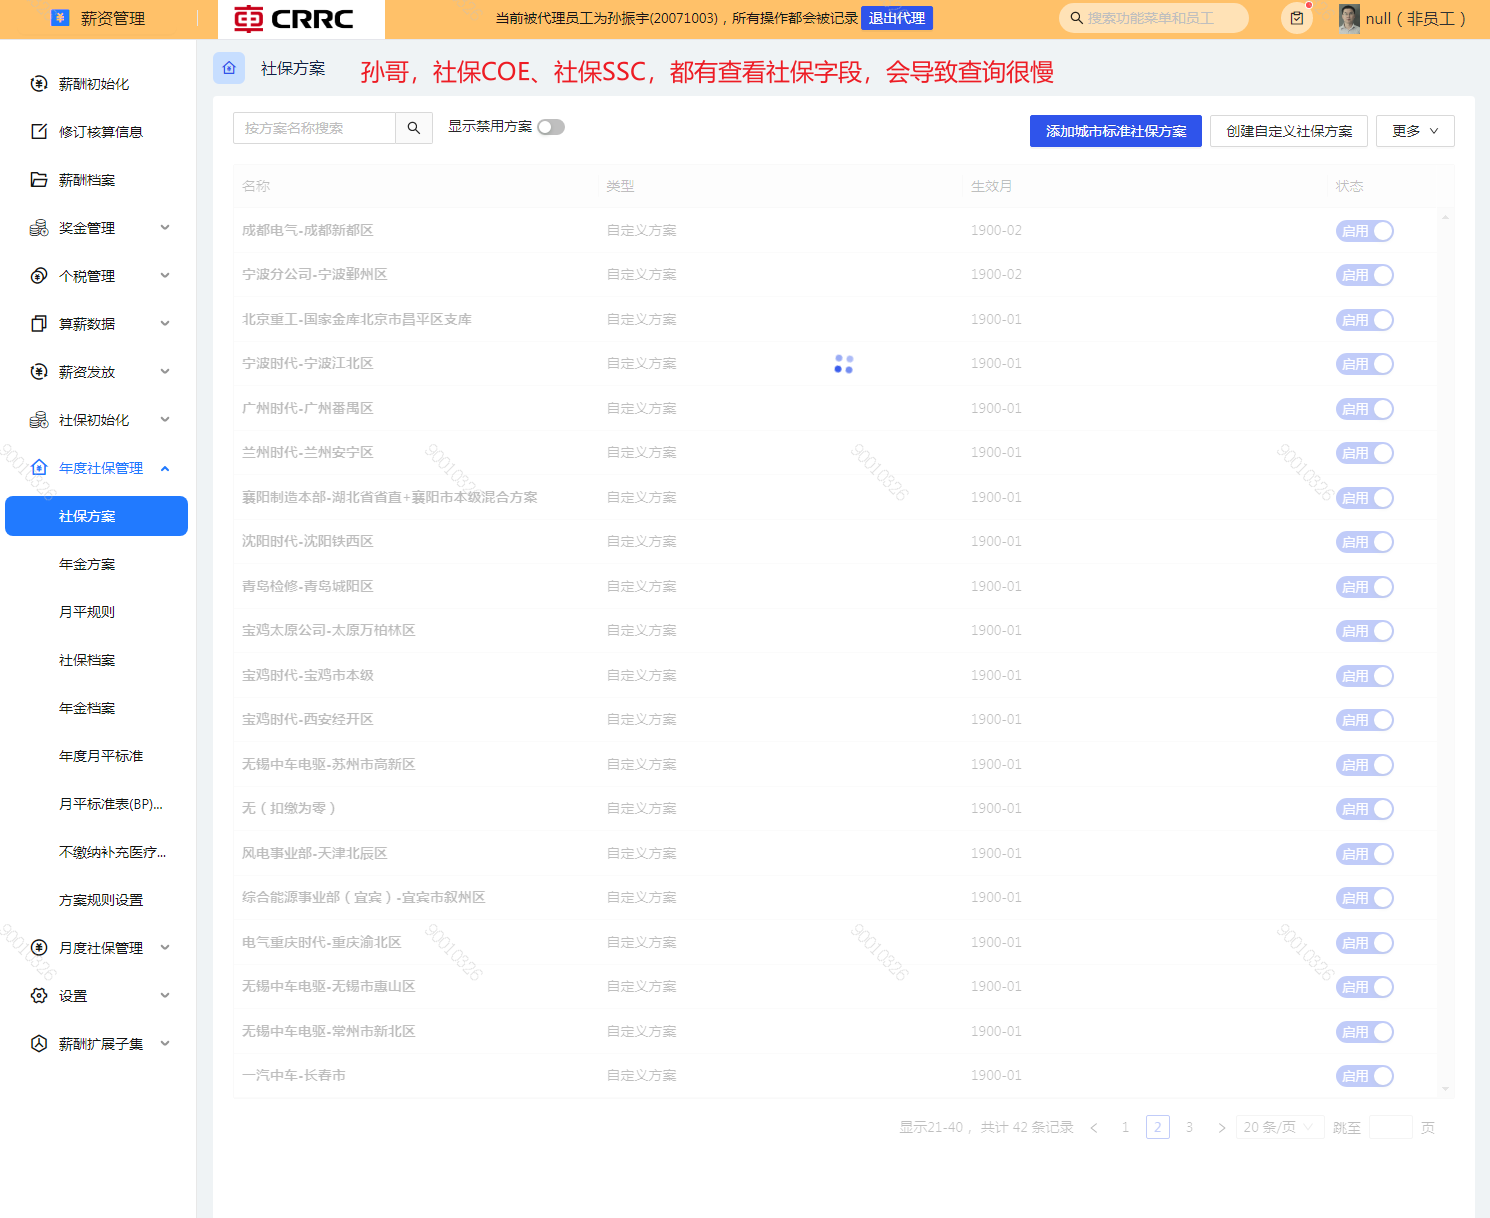 薪资管理
CRRC
当前被代理员工为孙振宇(20071003)，所有操作都会被记录 退出代理
搜索功能菜单和员工
null（非员工）
薪酬初始化
修订核算信息
薪酬档案
奖金管理
个税管理
算薪数据
薪资发放
社保初始化
年度社保管理
社保方案
年金方案
月平规则
社保档案
年金档案
年度月平标准
月平标准表(BP)...
不缴纳补充医疗...
方案规则设置
月度社保管理
设置
薪酬扩展子集
社保方案
孙哥，社保COE、社保SSC，都有查看社保字段，会导致查询很慢
按方案名称搜索
显示禁用方案
添加城市标准社保方案
创建自定义社保方案
更多
名称 类型 生效月 状态
成都电气-成都新都区 自定义方案 1900-02 启用
宁波分公司-宁波鄞州区 自定义方案 1900-02 启用
北京重工-国家金库北京市昌平区支库 自定义方案 1900-01 启用
宁波时代-宁波江北区 自定义方案 1900-01 启用
广州时代-广州番禺区 自定义方案 1900-01 启用
兰州时代-兰州安宁区 自定义方案 1900-01 启用
襄阳制造本部-湖北省省直+襄阳市本级混合方案 自定义方案 1900-01 启用
沈阳时代-沈阳铁西区 自定义方案 1900-01 启用
青岛检修-青岛城阳区 自定义方案 1900-01 启用
宝鸡太原公司-太原万柏林区 自定义方案 1900-01 启用
宝鸡时代-宝鸡市本级 自定义方案 1900-01 启用
宝鸡时代-西安经开区 自定义方案 1900-01 启用
无锡中车电驱-苏州市高新区 自定义方案 1900-01 启用
无（扣缴为零） 自定义方案 1900-01 启用
风电事业部-天津北辰区 自定义方案 1900-01 启用
综合能源事业部（宜宾）-宜宾市叙州区 自定义方案 1900-01 启用
电气重庆时代-重庆渝北区 自定义方案 1900-01 启用
无锡中车电驱-无锡市惠山区 自定义方案 1900-01 启用
无锡中车电驱-常州市新北区 自定义方案 1900-01 启用
一汽中车-长春市 自定义方案 1900-01 启用
显示21-40， 共计 42 条记录 < 1 2 3 > 20 条/页 跳至 页
90010326
90010326
90010326
90010326
90010326
90010326
90010326
90010326